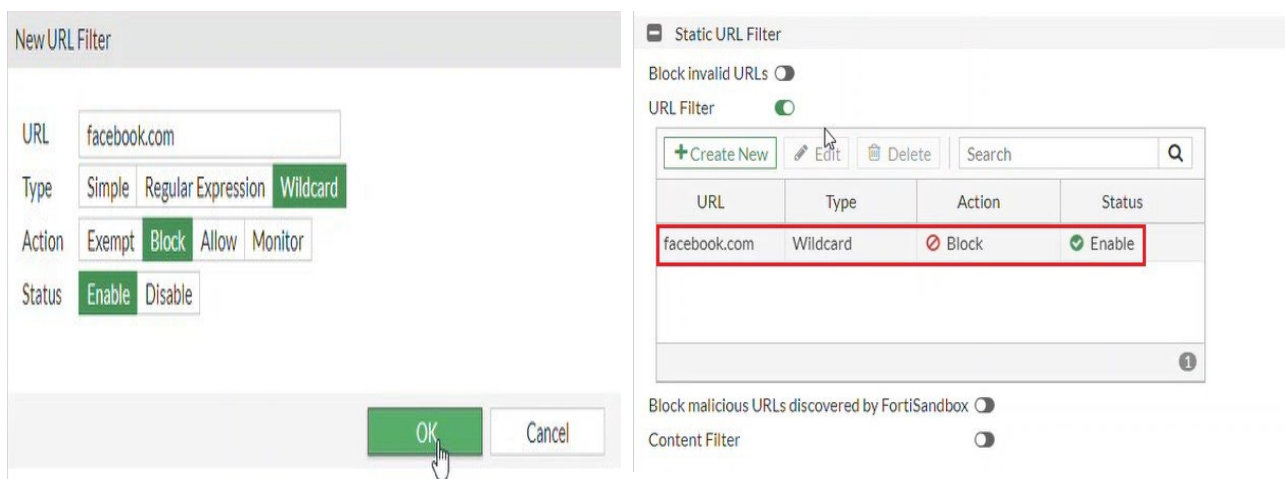 New URL Filter
URL facebook.com
Type Simple Regular Expression Wildcard
Action Exempt Block Allow Monitor
Status Enable Disable
OK Cancel
Static URL Filter
Block invalid URLs
URL Filter
+Create New Edit Delete Search
URL Type Action Status
facebook.com Wildcard Block Enable
1
Block malicious URLs discovered by FortiSandbox
Content Filter